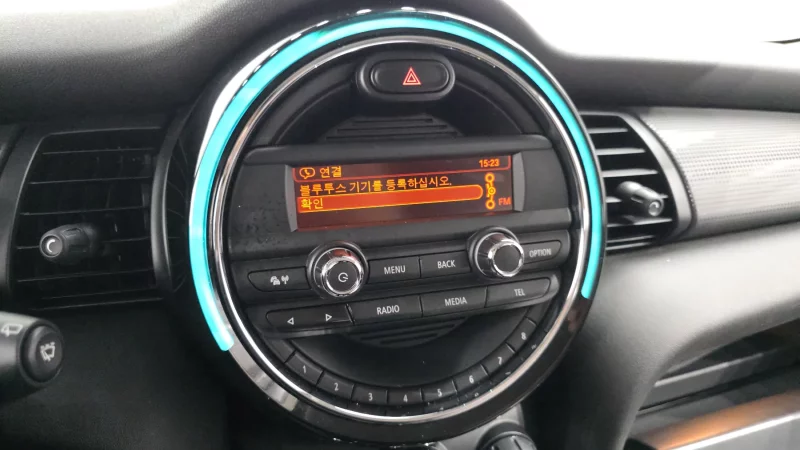 연결 15:23
블루투스 기기를 등록하십시오.
확인
FM
MENU BACK OPTION
RADIO MEDIA TEL
1 2 3 4 5 6 7 8